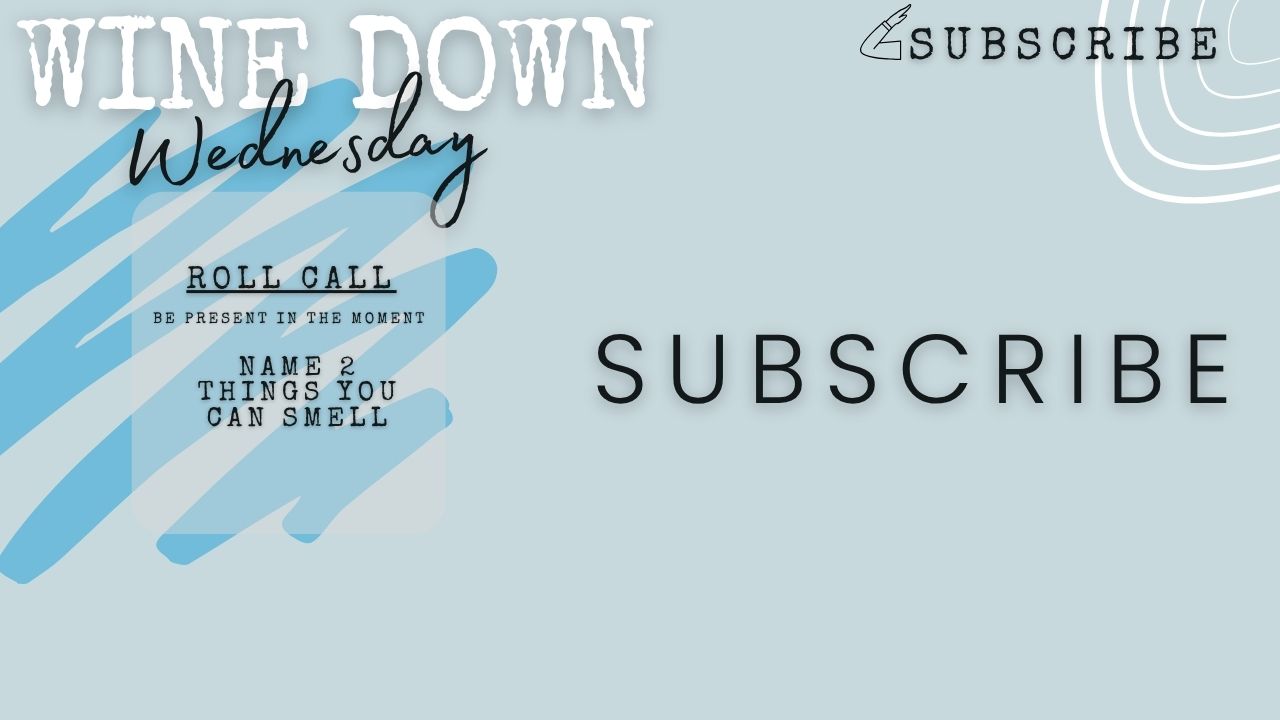 WINE DOWN
Wednesday
SUBSCRIBE
ROLL CALL
BE PRESENT IN THE MOMENT
NAME 2
THINGS YOU
CAN SMELL
SUBSCRIBE